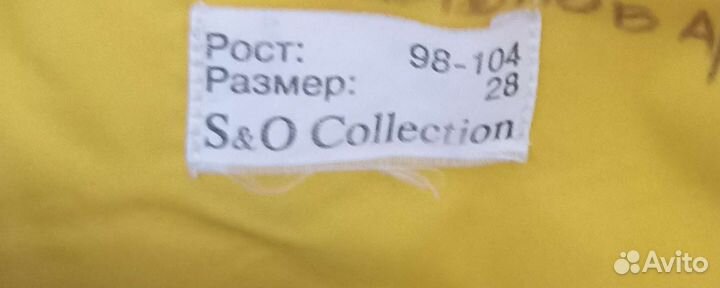 Рост: 98-104
Размер: 28
S&O Collection
Avito